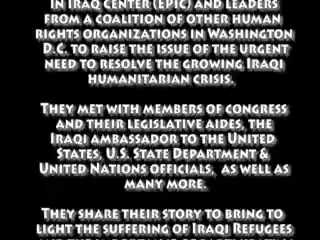 in Iraq Center (EPIC) and leaders
from a coalition of other human
rights organizations in Washington
D.C. to raise the issue of the urgent
need to resolve the growing Iraqi
humanitarian crisis.
They met with members of congress
and their legislative aides, the
Iraqi ambassador to the United
States, U.S. State Department &
United Nations officials, as well as
many more.
They share their story to bring to
light the suffering of Iraqi Refugees